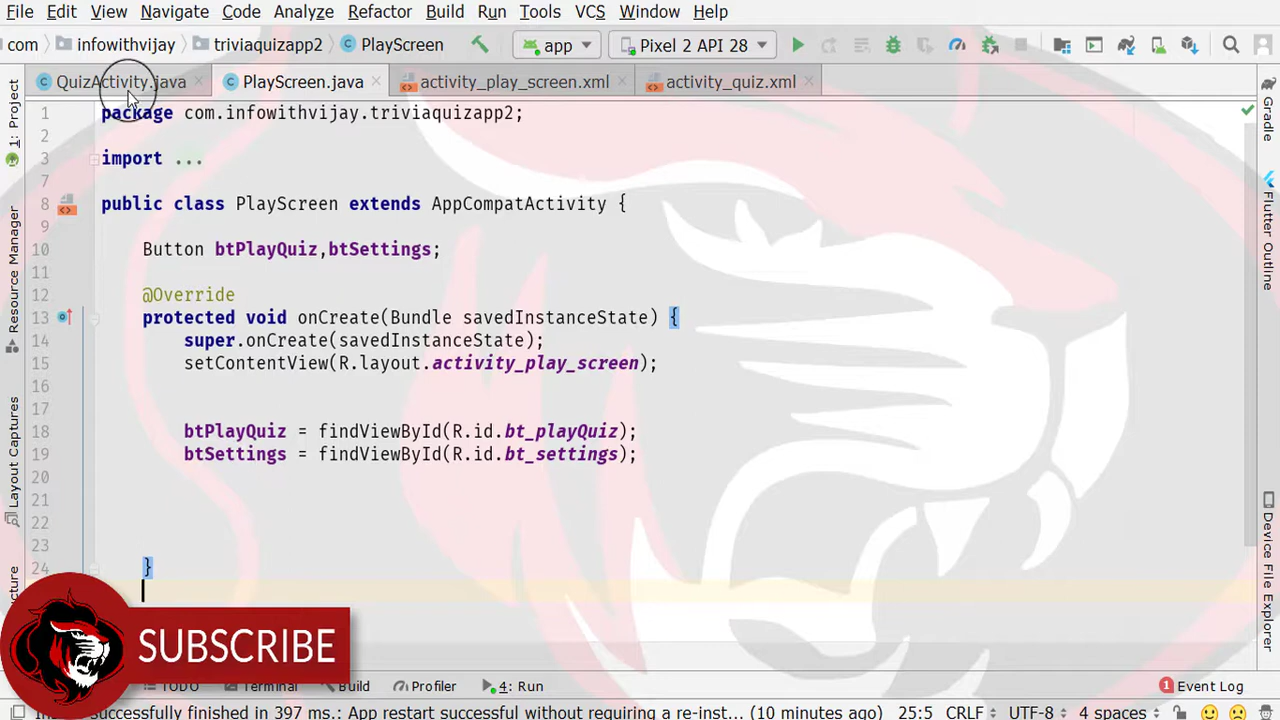 File Edit View Navigate Code Analyze Refactor Build Run Tools VCS Window Help
com infowithvijay triviaquizapp2 PlayScreen app Pixel 2 API 28
QuizActivity.java PlayScreen.java activity_play_screen.xml activity_quiz.xml
1: Project
Resource Manager
Layout Captures
Gradle
Flutter Outline
Device File Explorer
1 package com.infowithvijay.triviaquizapp2;
2
3 import ...
7
8 public class PlayScreen extends AppCompatActivity {
9
10 Button btPlayQuiz,btSettings;
11
12 @Override
13 protected void onCreate(Bundle savedInstanceState) {
14 super.onCreate(savedInstanceState);
15 setContentView(R.layout.activity_play_screen);
16
17
18 btPlayQuiz = findViewById(R.id.bt_playQuiz);
19 btSettings = findViewById(R.id.bt_settings);
20
21
22
23
24 }
SUBSCRIBE
TODO Terminal Build Profiler 4: Run 1 Event Log
successfully finished in 397 ms.: App restart successful without requiring a re-inst... (10 minutes ago) 25:5 CRLF UTF-8 4 spaces